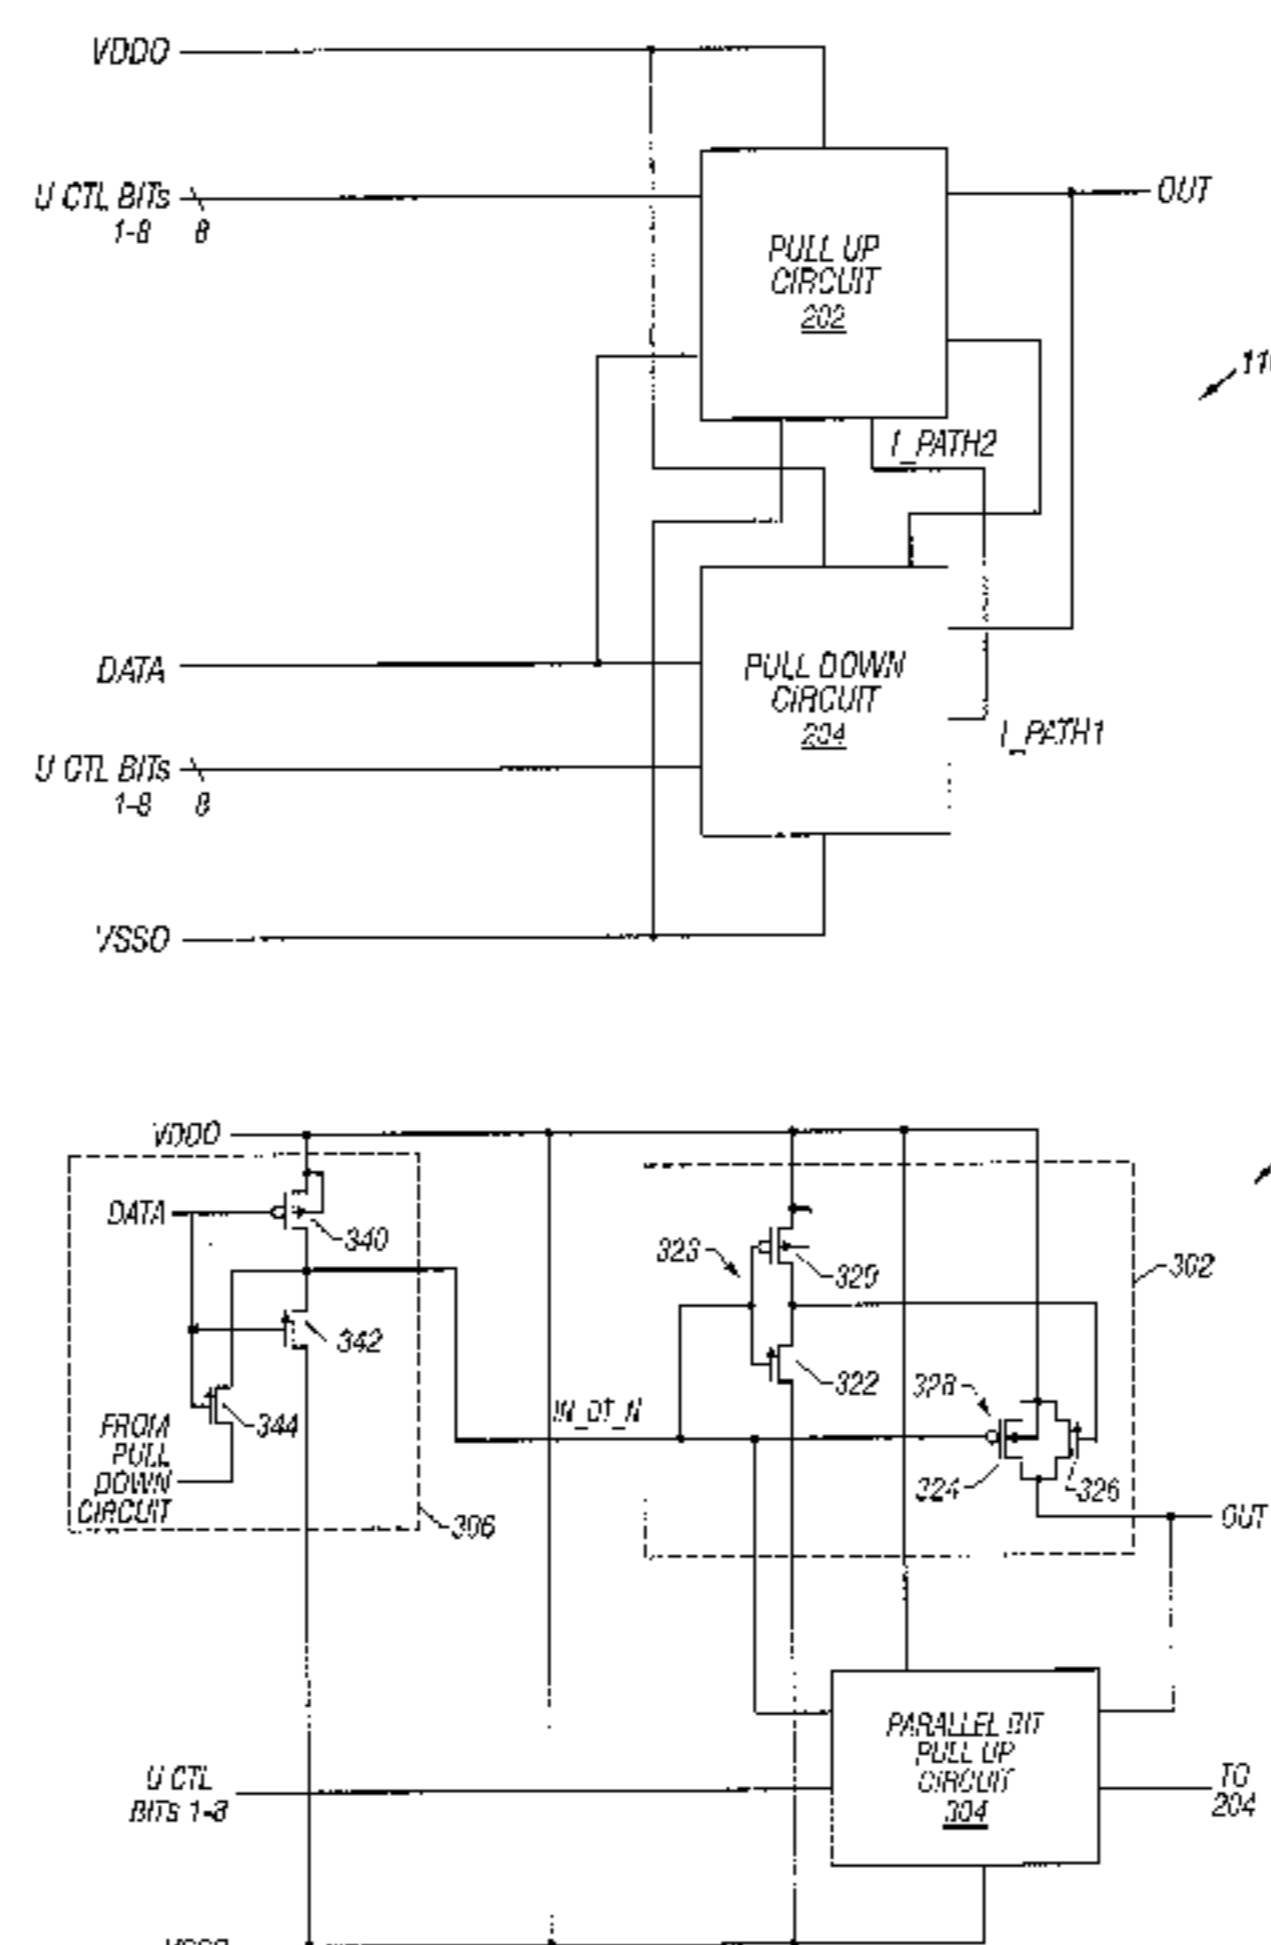 VDDO
U CTL BITs
1-8 8
OUT
PULL UP
CIRCUIT
202
I_PATH2
DATA
PULL DOWN
CIRCUIT
204
I_PATH1
U CTL BITs
1-8 8
VSSO
VDDO
DATA
340
342
344
FROM
PULL
DOWN
CIRCUIT
306
IN_DT_N
323
320
322
302
328
324
326
OUT
PARALLEL BIT
PULL UP
CIRCUIT
304
U CTL
BITs 1-8
TO
204